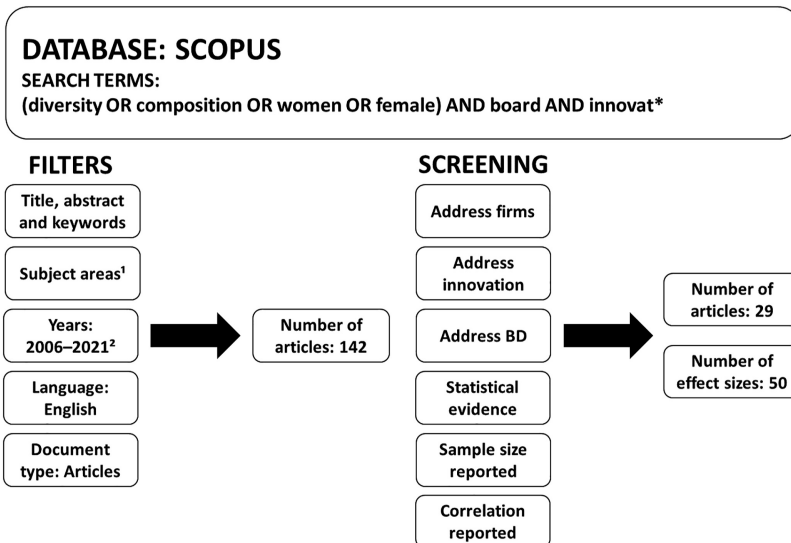 DATABASE: SCOPUS
SEARCH TERMS:
(diversity OR composition OR women OR female) AND board AND innovat*
FILTERS
Title, abstract
and keywords
Subject areas¹
Years:
2006–2021²
Language:
English
Document
type: Articles
Number of
articles: 142
SCREENING
Address firms
Address
innovation
Address BD
Statistical
evidence
Sample size
reported
Correlation
reported
Number of
articles: 29
Number of
effect sizes: 50